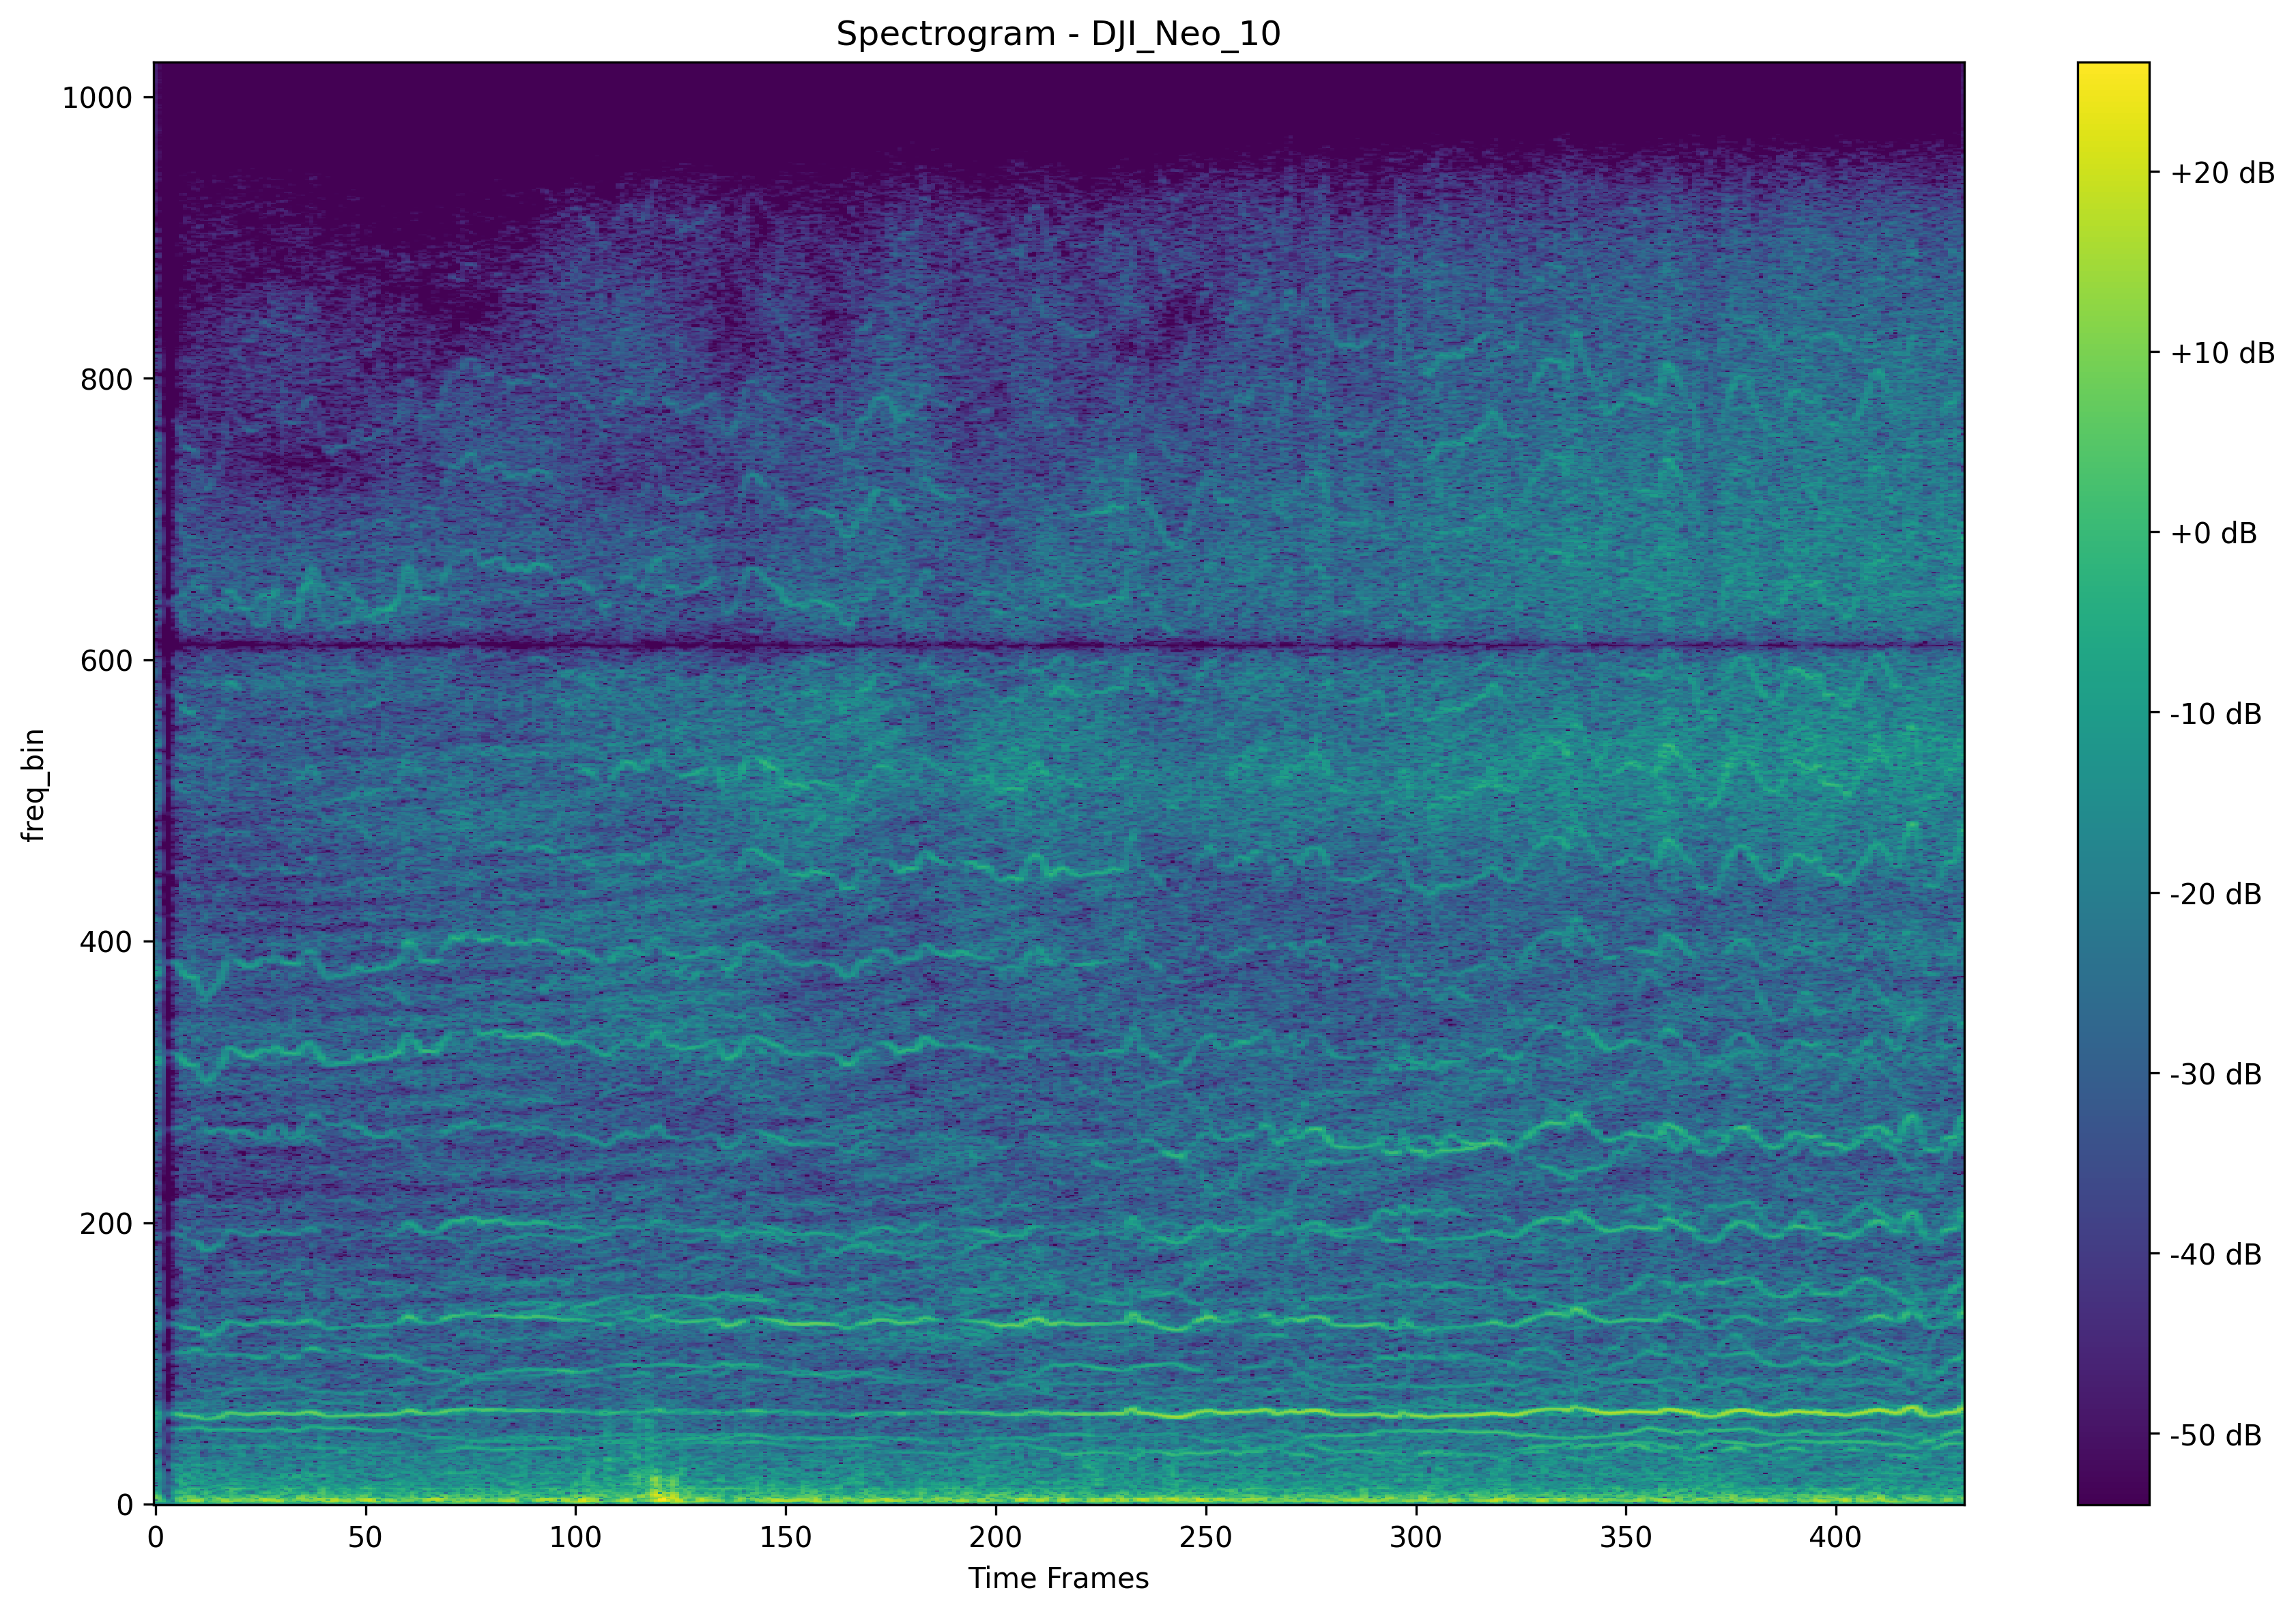 Spectrogram - DJI_Neo_10
1000
800
600
400
200
0
freq_bin
0 50 100 150 200 250 300 350 400
Time Frames
+20 dB
+10 dB
+0 dB
-10 dB
-20 dB
-30 dB
-40 dB
-50 dB